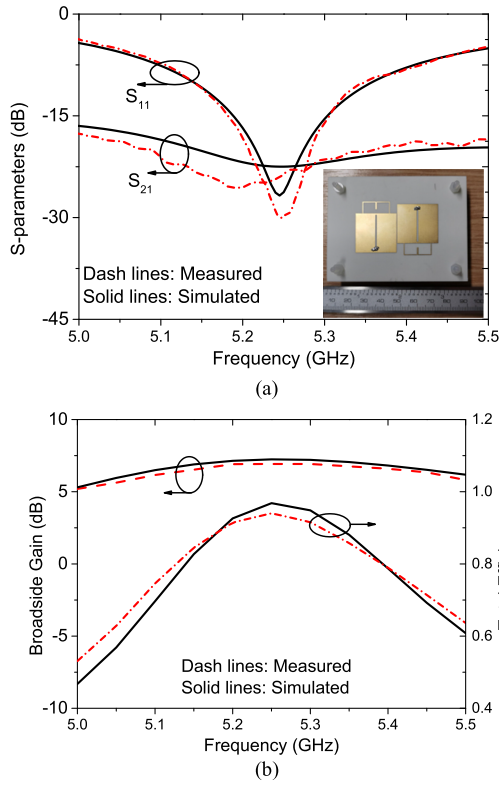 0
-15
-30
-45
S-parameters (dB)
S11
S21
Dash lines: Measured
Solid lines: Simulated
5.0 5.1 5.2 5.3 5.4 5.5
Frequency (GHz)
(a)
10
5
0
-5
-10
Broadside Gain (dB)
1.2
1.0
0.8
0.6
0.4
Dash lines: Measured
Solid lines: Simulated
5.0 5.1 5.2 5.3 5.4 5.5
Frequency (GHz)
(b)